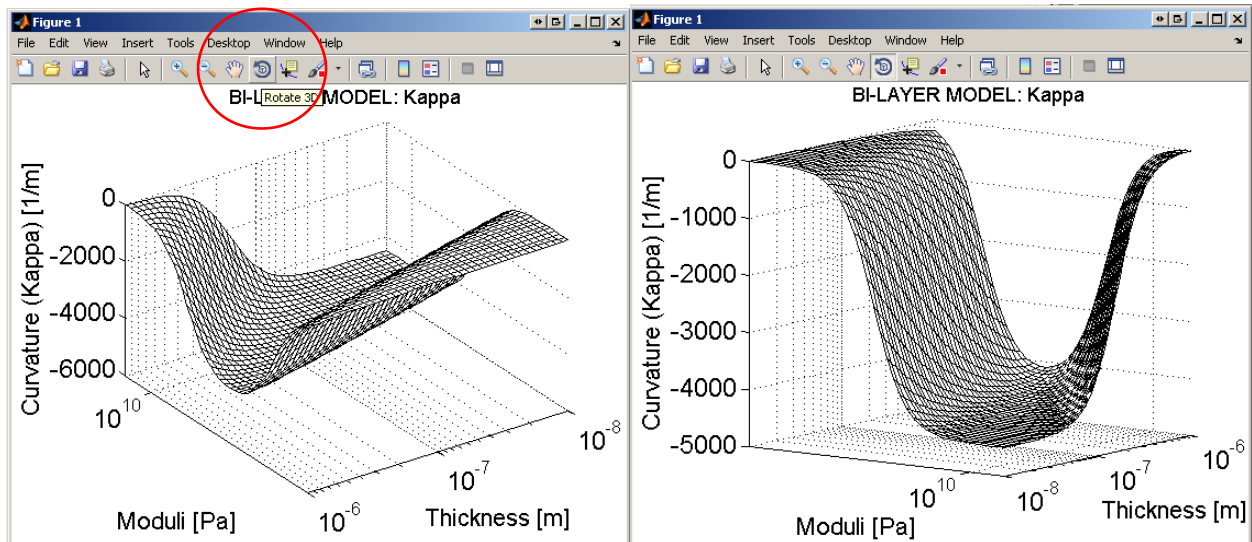 Figure 1
File Edit View Insert Tools Desktop Window Help
Rotate 3D
BI-L MODEL: Kappa
Curvature (Kappa) [1/m]
0
-2000
-4000
-6000
10^10
Moduli [Pa]
10^-6
10^-7
10^-8
Thickness [m]
Figure 1
File Edit View Insert Tools Desktop Window Help
BI-LAYER MODEL: Kappa
Curvature (Kappa) [1/m]
0
-1000
-2000
-3000
-4000
-5000
10^10
Moduli [Pa]
10^-8
10^-7
10^-6
Thickness [m]